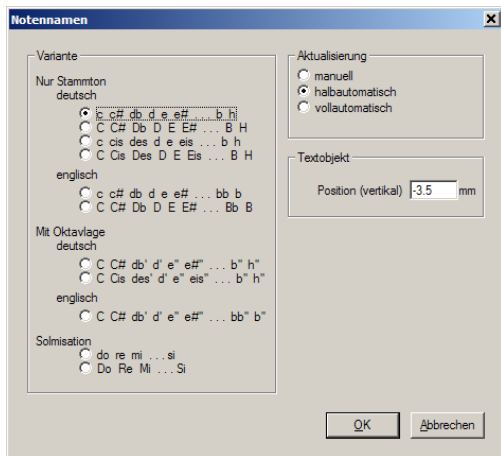 Notennamen
Variante
Nur Stammton
deutsch
c c# db d e e# . . . b h
C C# Db D E E# . . . B H
c cis des d e eis . . . b h
C Cis Des D E Eis . . . B H
englisch
c c# db d e e# . . . bb b
C C# Db D E E# . . . Bb B
Mit Oktavlage
deutsch
C C# db' d' e" e#" . . . b" h"
C Cis des' d' e" eis" . . . b" h"
englisch
C C# db' d' e" e#" . . . bb" b"
Solmisation
do re mi . . . si
Do Re Mi . . . Si
Aktualisierung
manuell
halbautomatisch
vollautomatisch
Textobjekt
Position (vertikal) -3.5 mm
OK Abbrechen